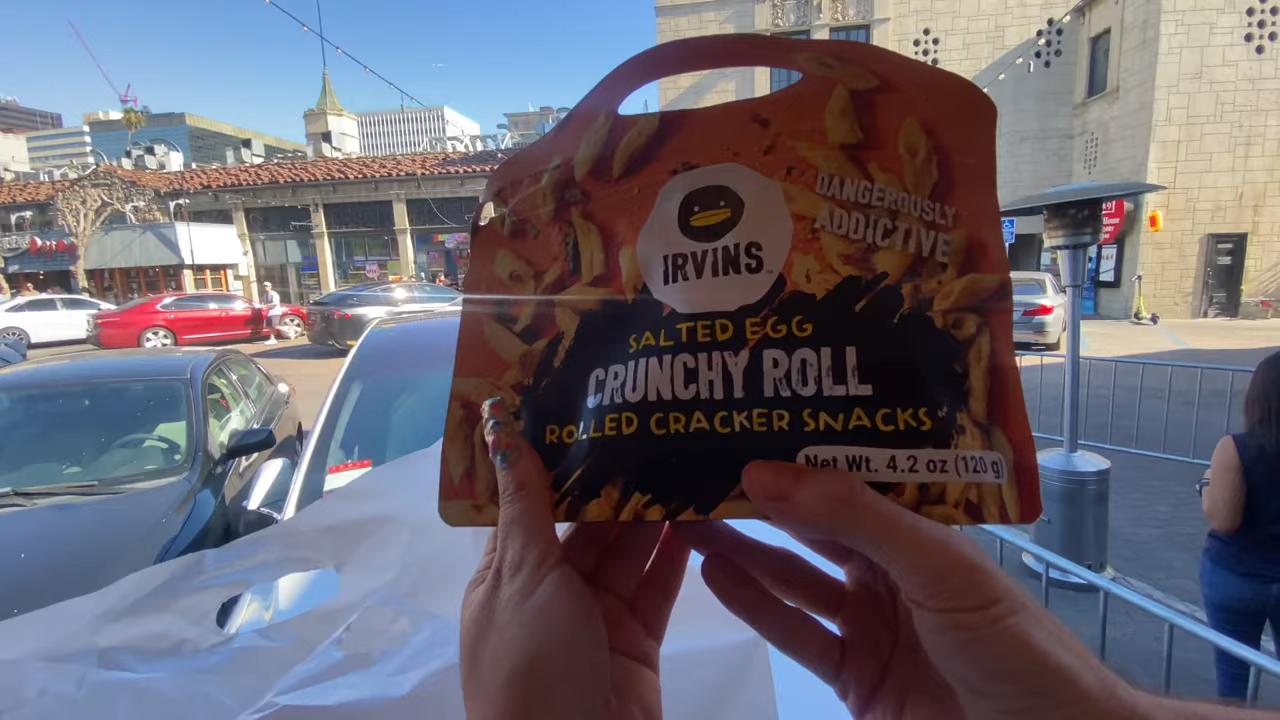 DANGEROUSLY
ADDICTIVE
IRVINS
SALTED EGG
CRUNCHY ROLL
ROLLED CRACKER SNACKS
Net Wt. 4.2 oz (120 g)